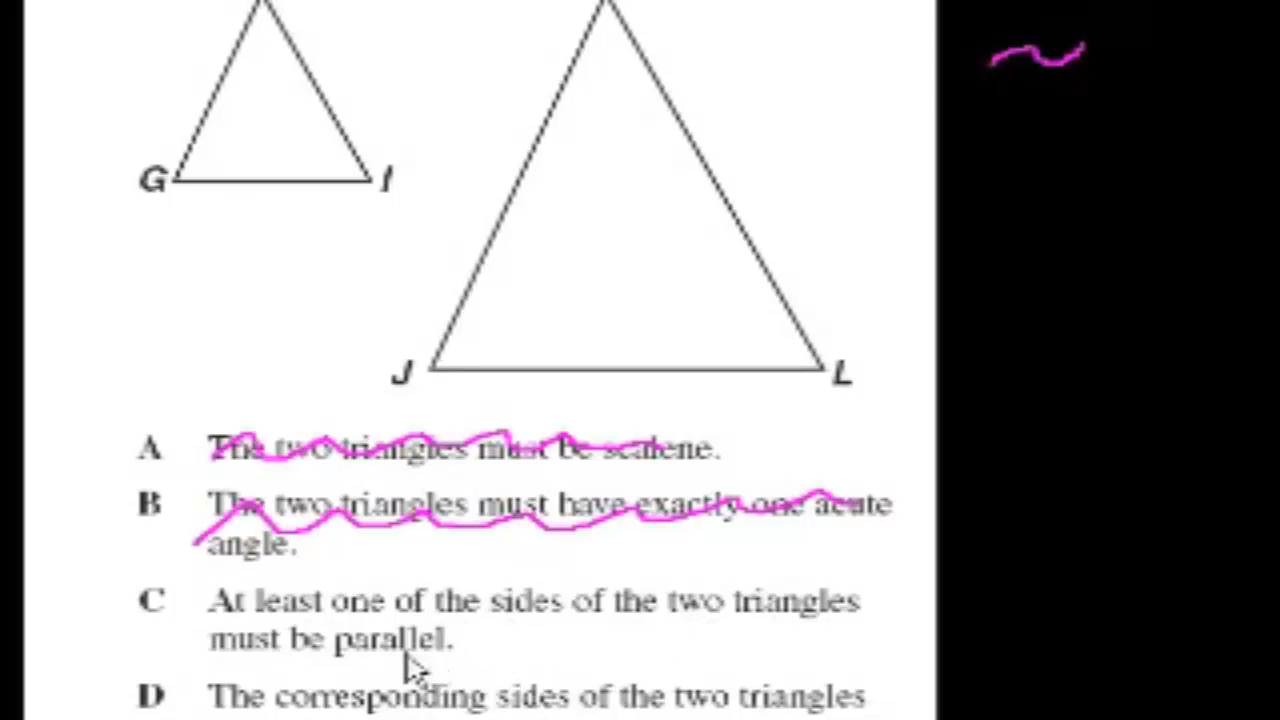 G
I
J
L
A The two triangles must be scalene.
B The two triangles must have exactly one acute
angle.
C At least one of the sides of the two triangles
must be parallel.
D The corresponding sides of the two triangles